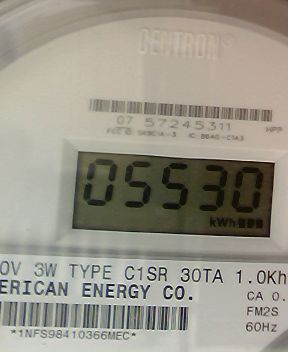 CENTRON®
07 57245311 HPP
05530
kWh
0V 3W TYPE C1SR 30TA 1.0Kh
ERICAN ENERGY CO.
CA 0.
FM2S
60Hz
*1NFS98410366MEC*